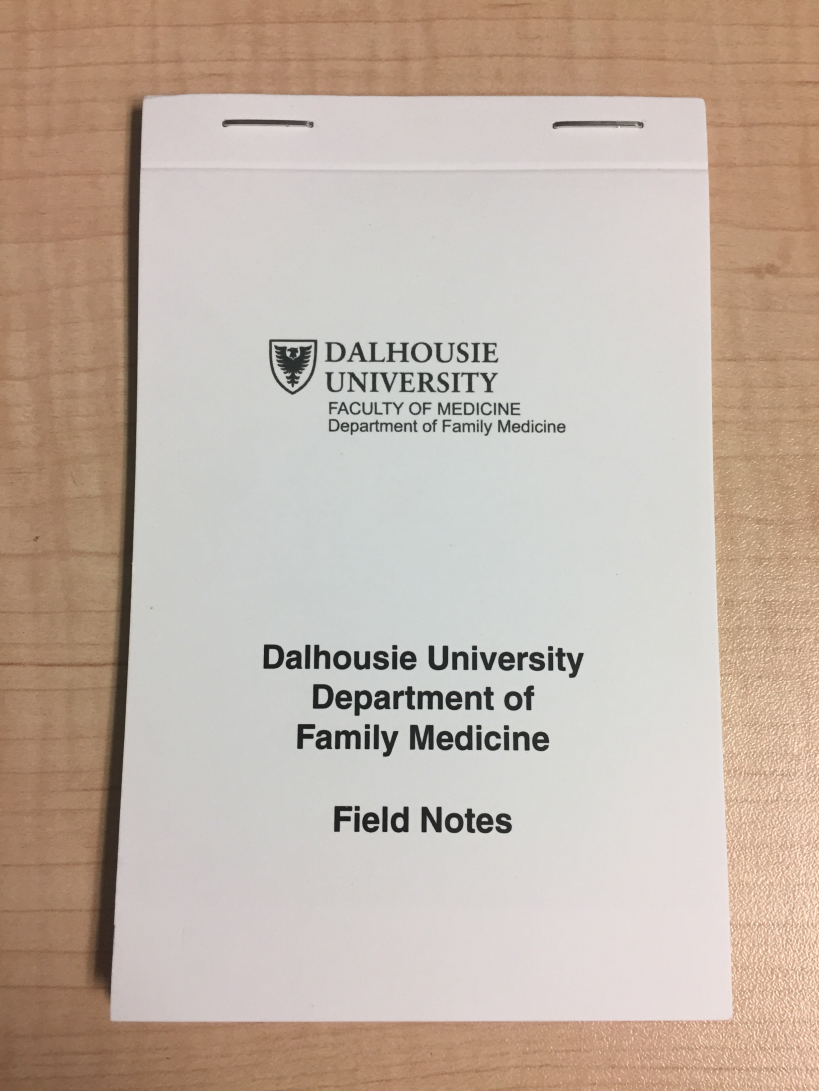 DALHOUSIE
UNIVERSITY
FACULTY OF MEDICINE
Department of Family Medicine
Dalhousie University
Department of
Family Medicine
Field Notes